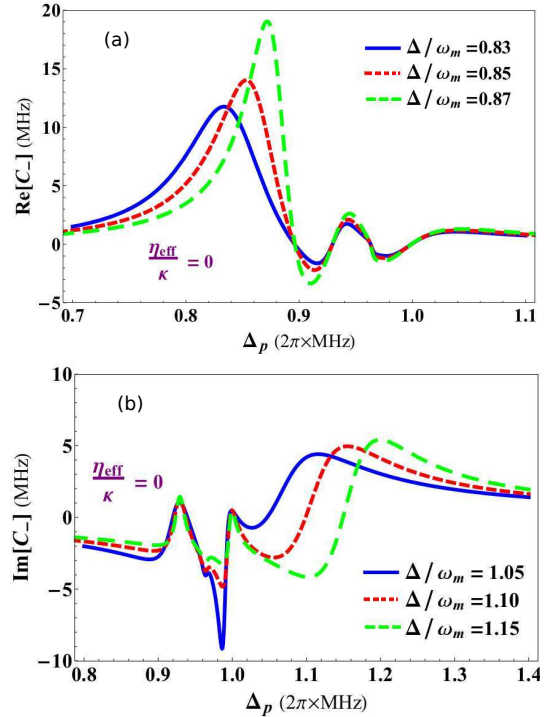 20
(a)
Δ/ω_m =0.83
Δ/ω_m =0.85
Δ/ω_m =0.87
15
10
5
0
−5
Re[C_−] (MHz)
η_eff/κ = 0
0.7 0.8 0.9 1.0 1.1
Δ_p (2π×MHz)
10
(b)
5
0
−5
−10
Im[C_−] (MHz)
η_eff/κ = 0
Δ/ω_m = 1.05
Δ/ω_m = 1.10
Δ/ω_m = 1.15
0.8 0.9 1.0 1.1 1.2 1.3 1.4
Δ_p (2π×MHz)